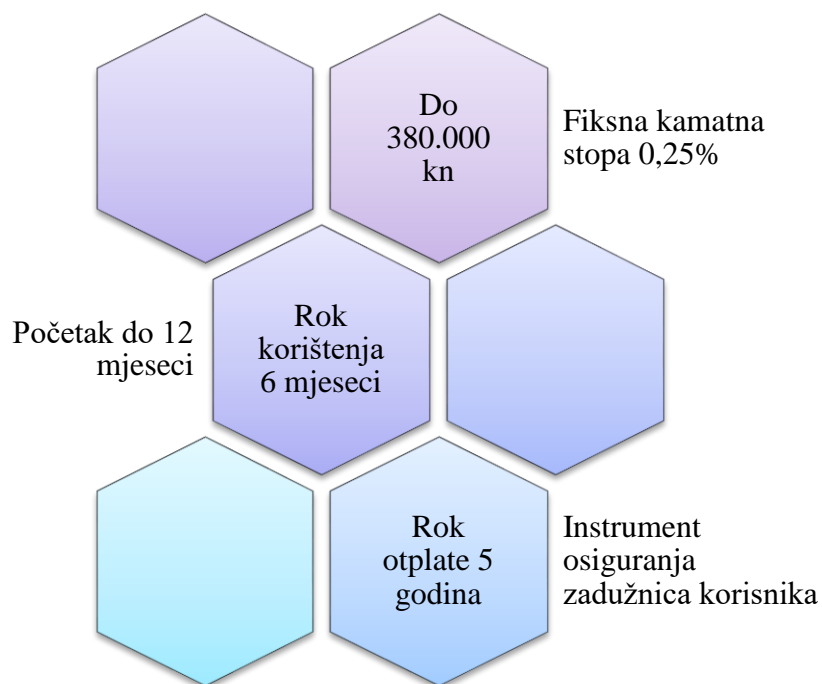 Do
380.000
kn
Fiksna kamatna
stopa 0,25%
Početak do 12
mjeseci
Rok
korištenja
6 mjeseci
Rok
otplate 5
godina
Instrument
osiguranja
zadužnica korisnika